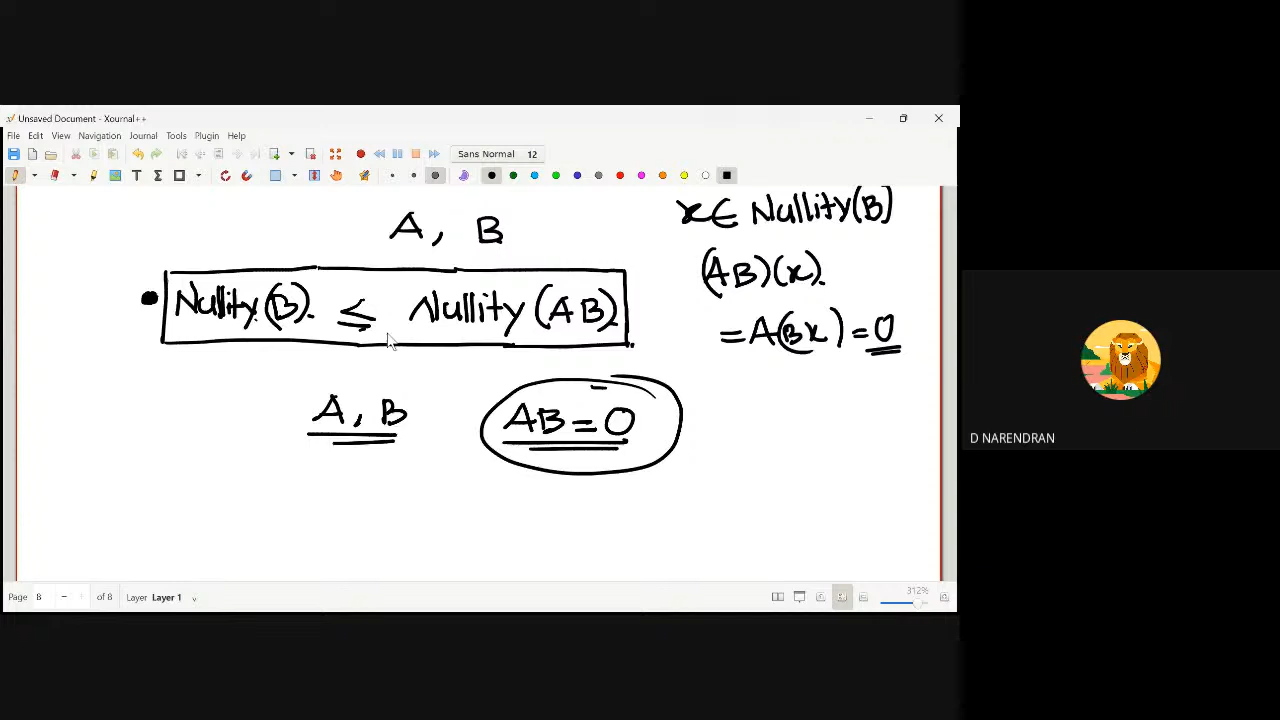 Unsaved Document - Xournal++
File Edit View Navigation Journal Tools Plugin Help
Sans Normal 12
A, B
x ∈ Nullity(B)
(AB)(x).
= A(Bx) = 0
Nullity(B). ≤ Nullity(AB).
A, B
AB = 0
D NARENDRAN
Page 8 of 8 Layer Layer 1
312%